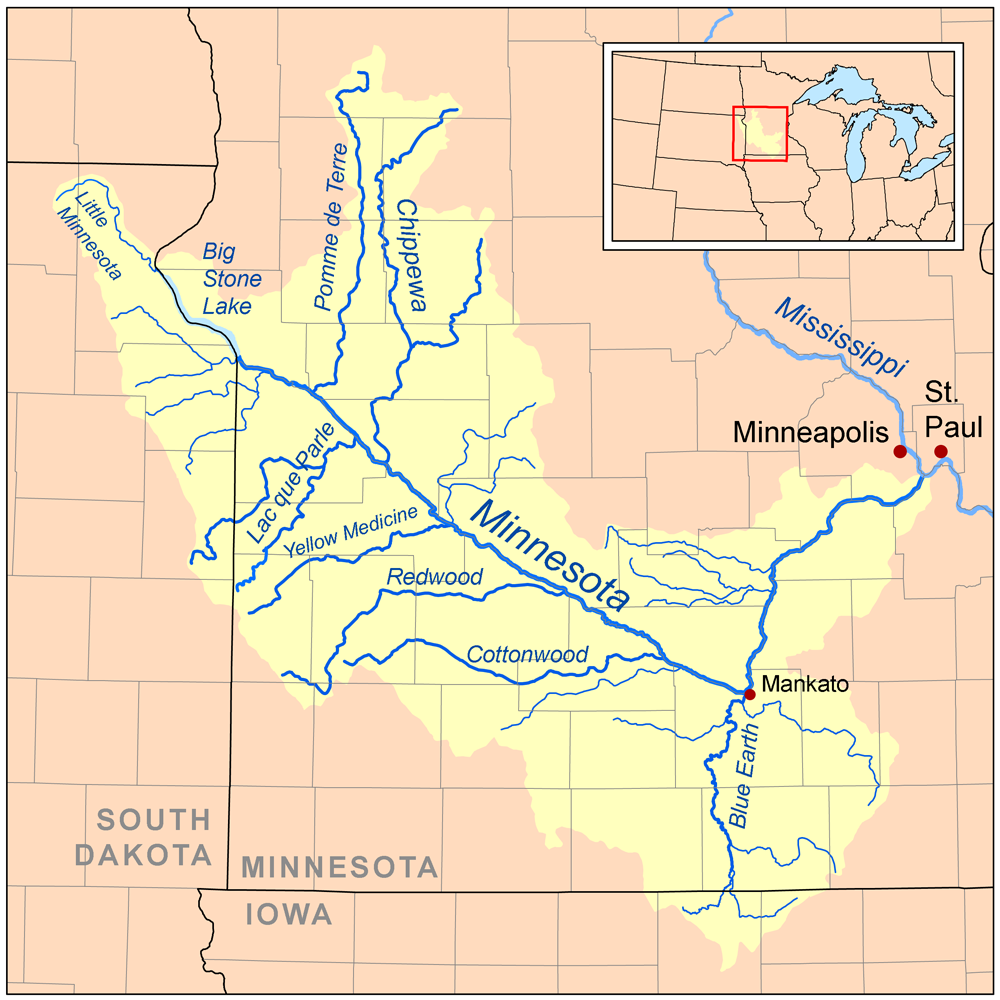 Little
Minnesota
Big
Stone
Lake
Pomme de Terre
Chippewa
Mississippi
St.
Paul
Minneapolis
Lac que Parle
Yellow Medicine
Minnesota
Redwood
Cottonwood
Mankato
Blue Earth
SOUTH
DAKOTA
MINNESOTA
IOWA